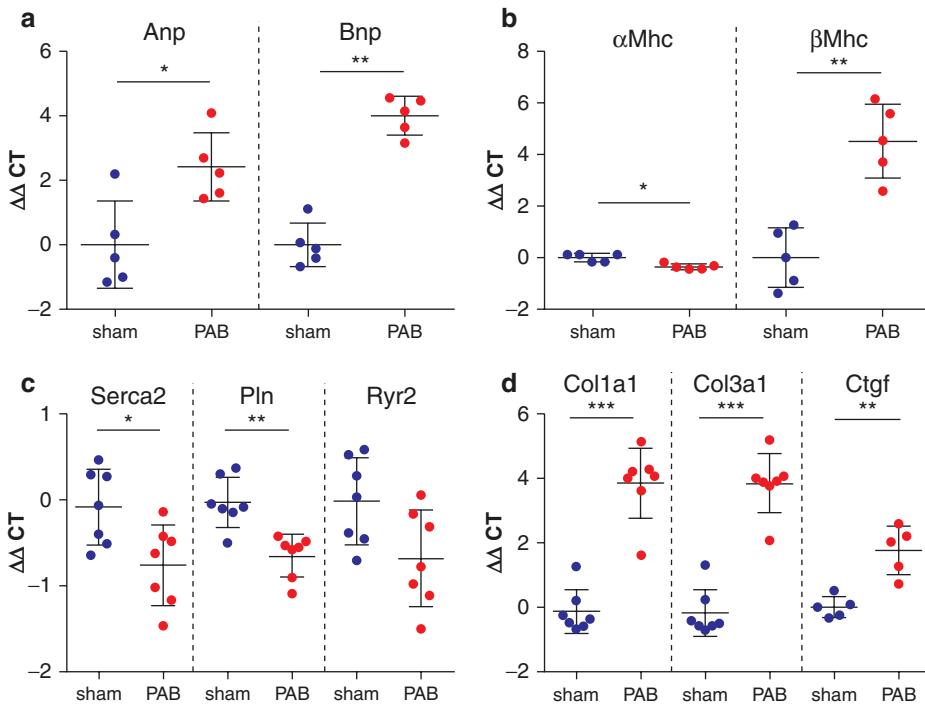 a
Anp Bnp
6
4
2
0
−2
ΔΔ CT
* **
sham PAB sham PAB
b
αMhc βMhc
8
6
4
2
0
−2
ΔΔ CT
* **
sham PAB sham PAB
c
Serca2 Pln Ryr2
1
0
−1
−2
ΔΔ CT
* **
sham PAB sham PAB sham PAB
d
Col1a1 Col3a1 Ctgf
6
4
2
0
−2
ΔΔ CT
*** *** **
sham PAB sham PAB sham PAB